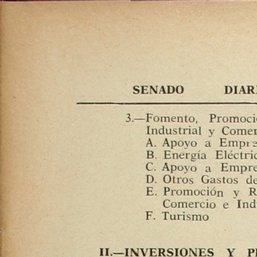 SENADO DIARI
3.—Fomento, Promoci
Industrial y Comer
A. Apoyo a Empres
B. Energía Eléctric
C. Apoyo a Empre
D. Otros Gastos de
E. Promoción y R
Comercio e Ind
F. Turismo
II.—INVERSIONES Y P